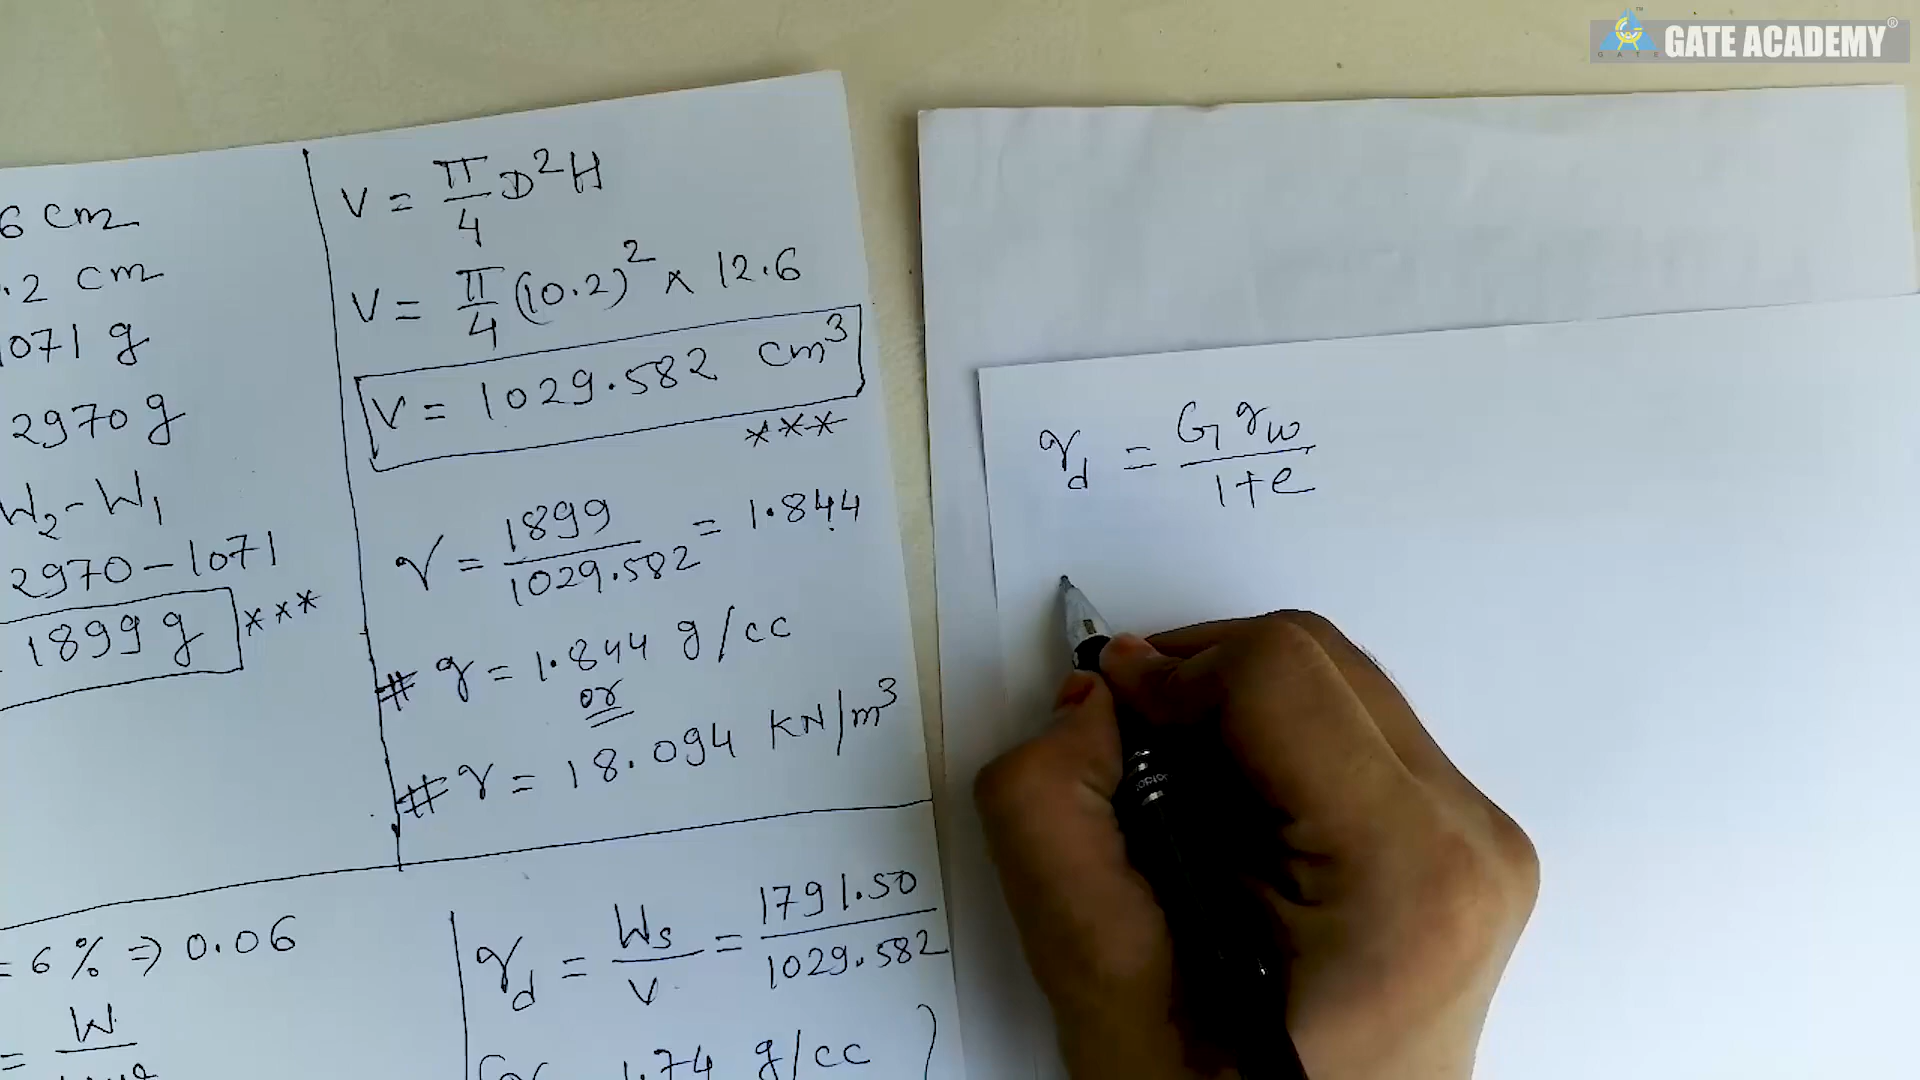 GATE ACADEMY®
6 cm
.2 cm
1071 g
2970 g
W₂ - W₁
2970 - 1071
1899 g ***
V = π/4 D²H
V = π/4 (10.2)² × 12.6
V = 1029.582 cm³
***
γ = 1899/1029.582 = 1.844
# γ = 1.844 g/cc
or
# γ = 18.094 KN/m³
= 6% ⇒ 0.06
= W
γd = Ws/V = 1791.50/1029.582
1.74 g/cc
γd = G γw/1+e